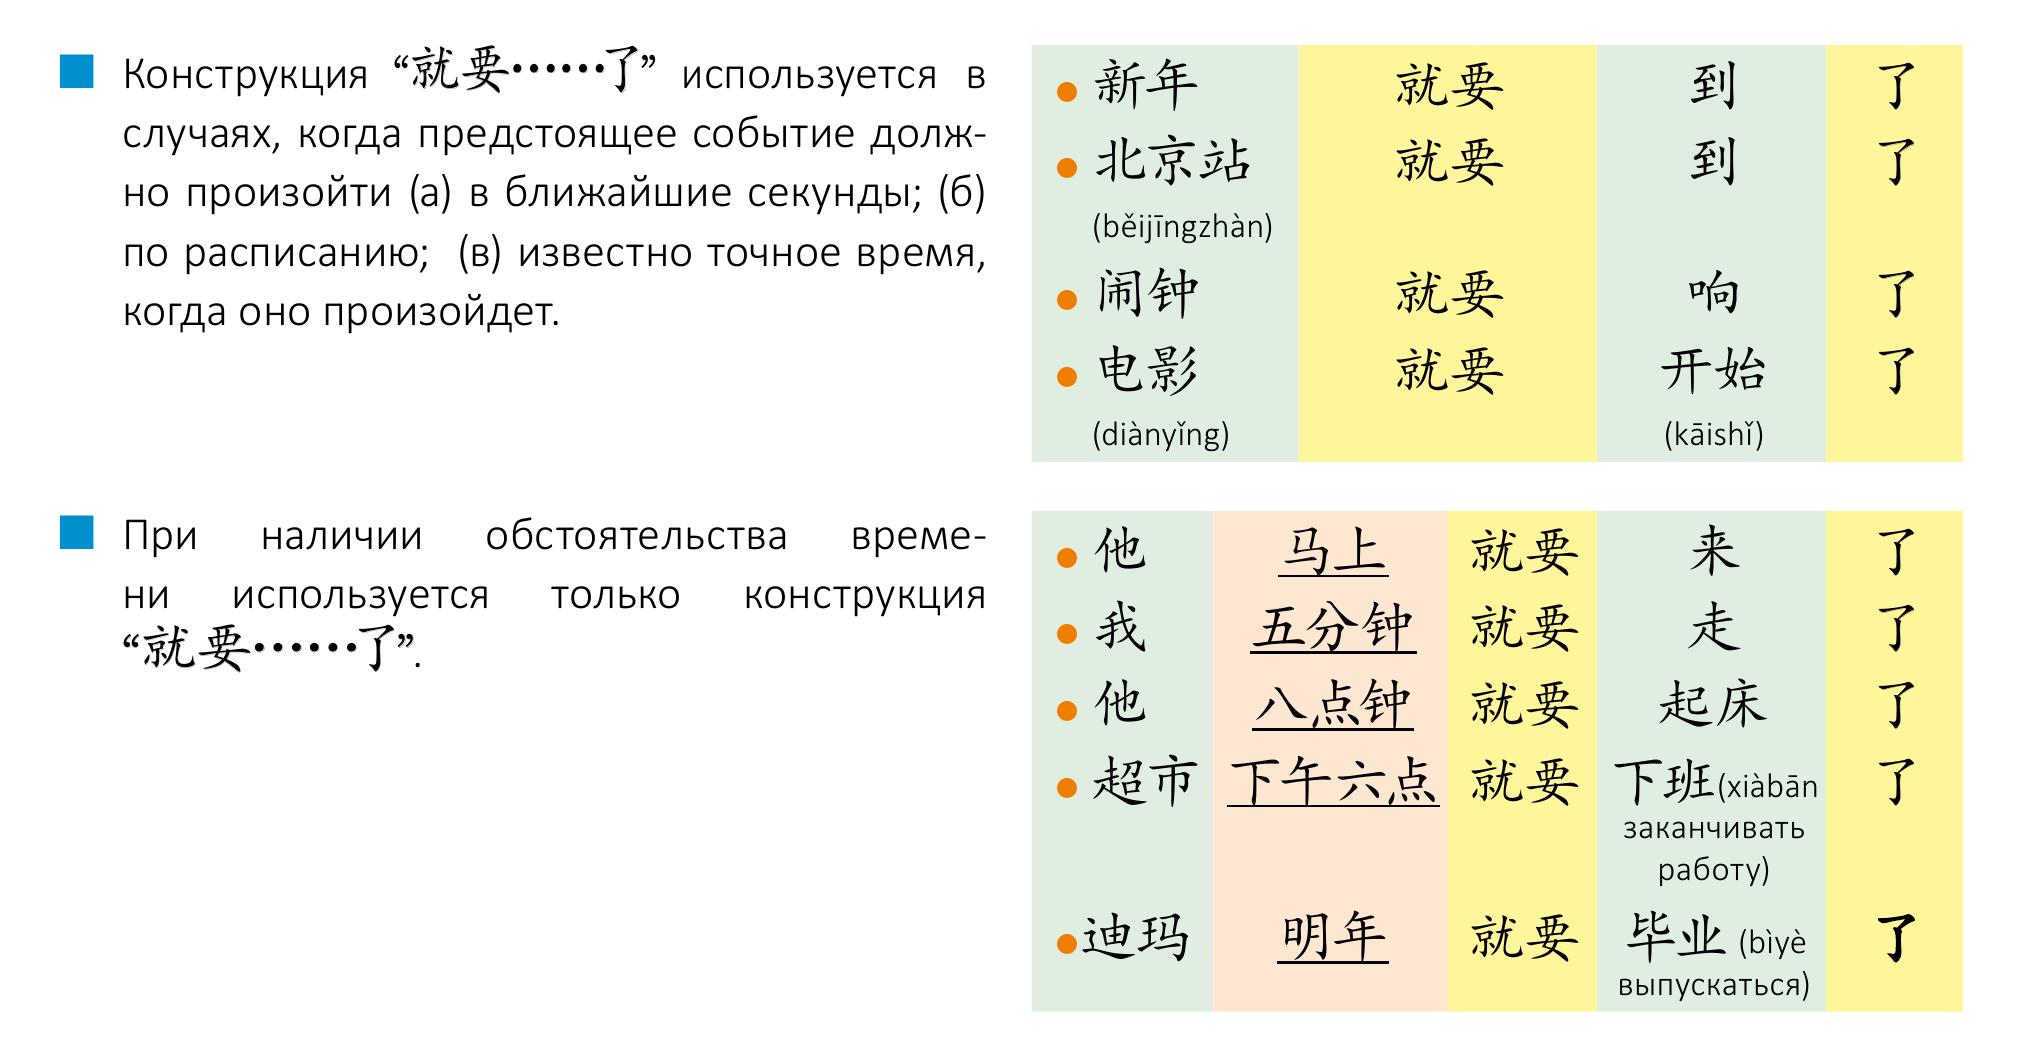 Конструкция “就要……了” используется в
случаях, когда предстоящее событие долж-
но произойти (а) в ближайшие секунды; (б)
по расписанию; (в) известно точное время,
когда оно произойдет.
• 新年 就要 到 了
• 北京站 就要 到 了
(běijīngzhàn)
• 闹钟 就要 响 了
• 电影 就要 开始 了
(diànyǐng) (kāishǐ)
При наличии обстоятельства време-
ни используется только конструкция
“就要……了”.
• 他 马上 就要 来 了
• 我 五分钟 就要 走 了
• 他 八点钟 就要 起床 了
• 超市 下午六点 就要 下班(xiàbān 了
заканчивать
работу)
• 迪玛 明年 就要 毕业 (bìyè 了
выпускаться)